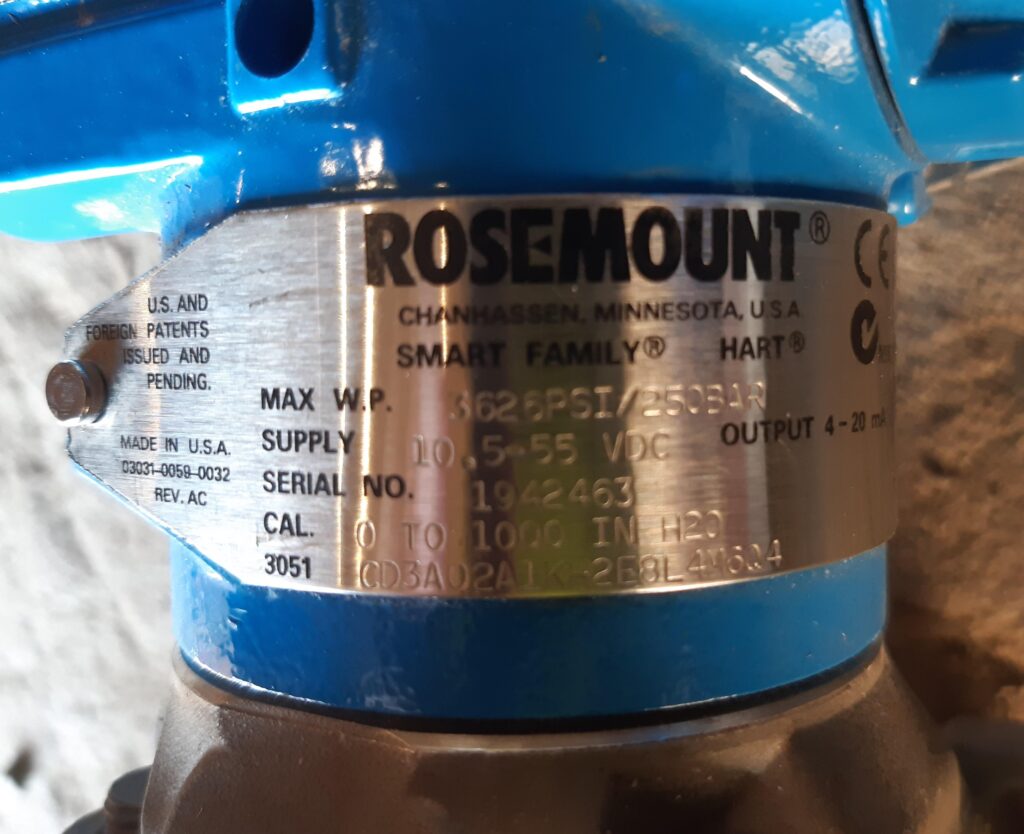 ROSEMOUNT®
CE
CHANHASSEN, MINNESOTA, U.S.A
SMART FAMILY® HART®
U.S. AND
FOREIGN PATENTS
ISSUED AND
PENDING.
MADE IN U.S.A.
03031-0059-0032
REV. AC
MAX W.P. 3626PSI/250BAR
SUPPLY 10.5-55 VDC OUTPUT 4-20 mA
SERIAL NO. 1942463
CAL. 0 TO 1000 IN H2O
3051